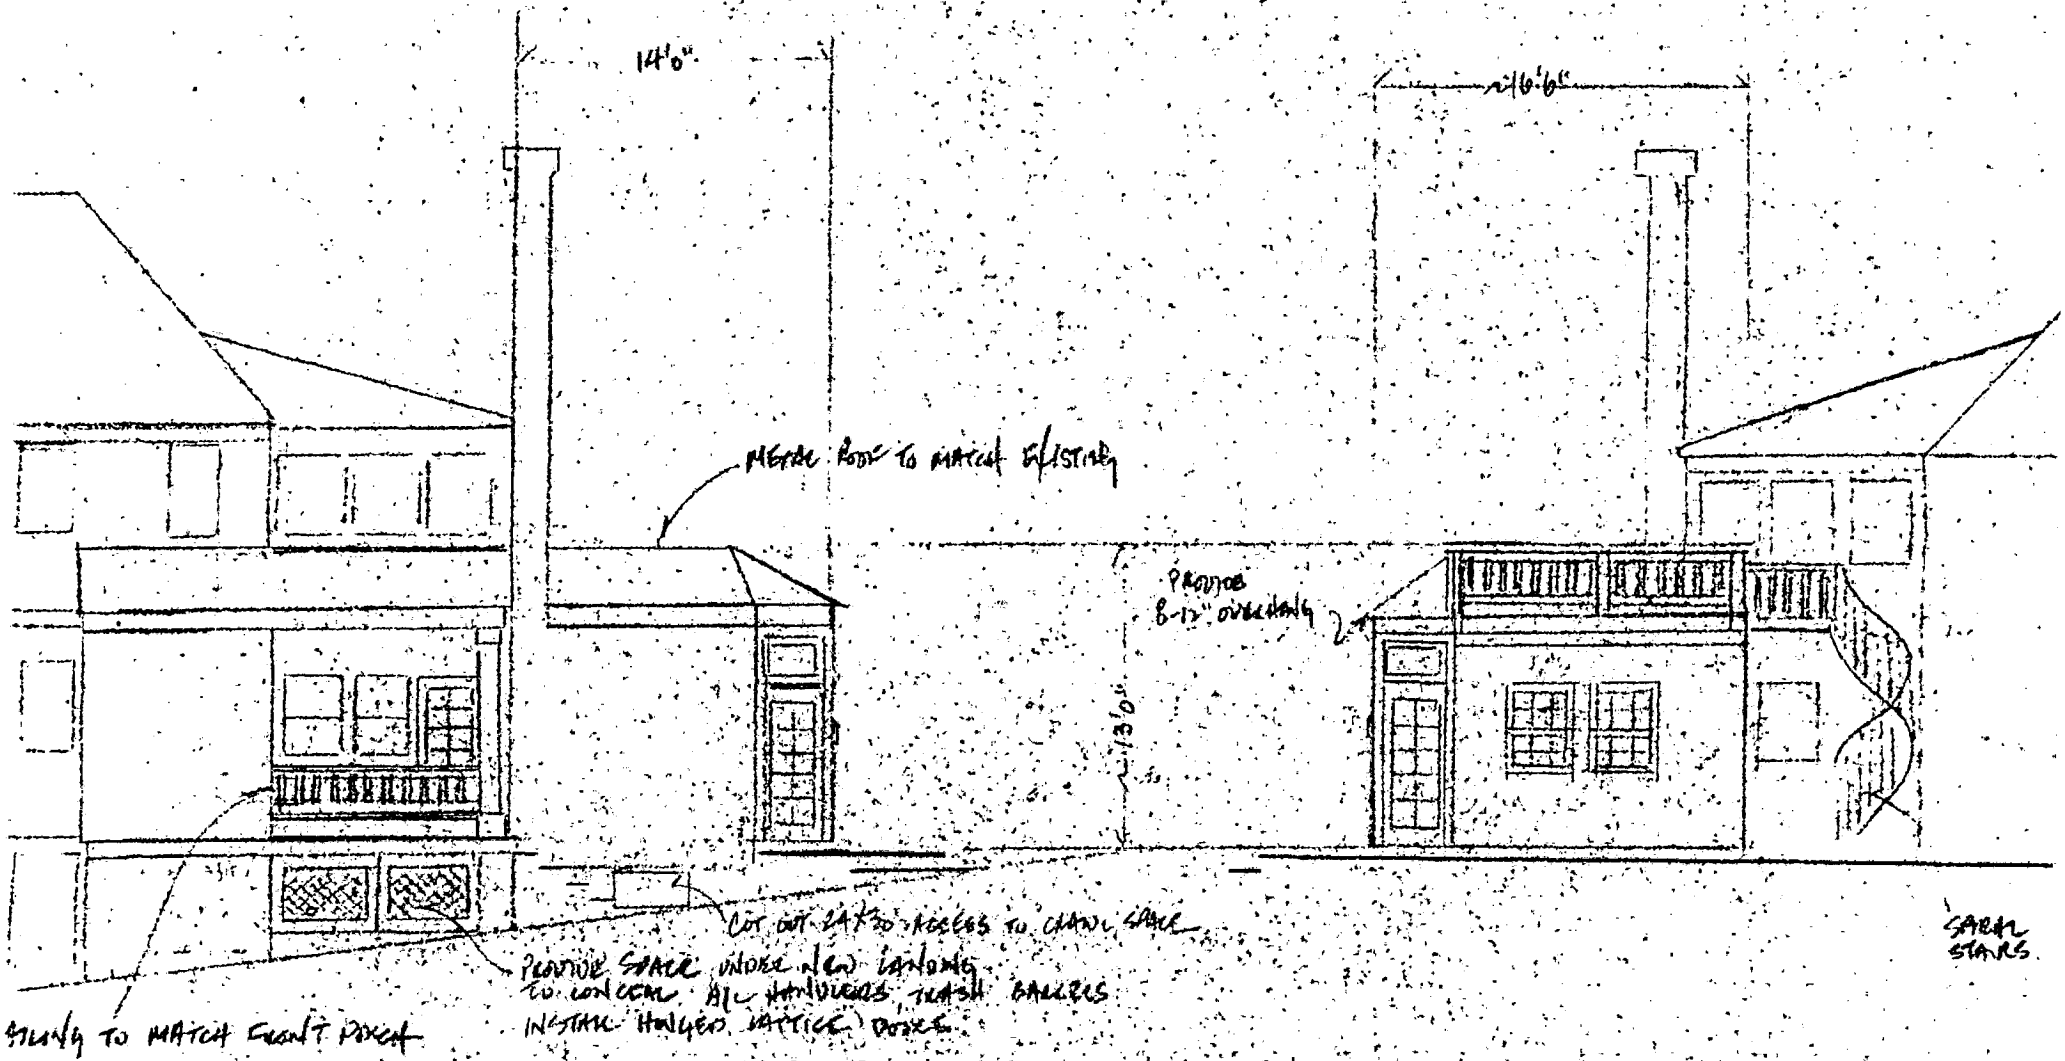 14'0"
~16'6"
METAL ROOF TO MATCH EXISTING
PROVIDE
8-12" OVERHANG
13'0"
CUT OUT 24X30 ACCESS TO CRAWL SPACE
PROVIDE SPACE UNDER NEW LANDING
TO CONCEAL A/C HANDLERS, TRASH BARRELS
INSTALL HINGED LATTICE DOORS
TO MATCH FRONT PORCH
STAIRS